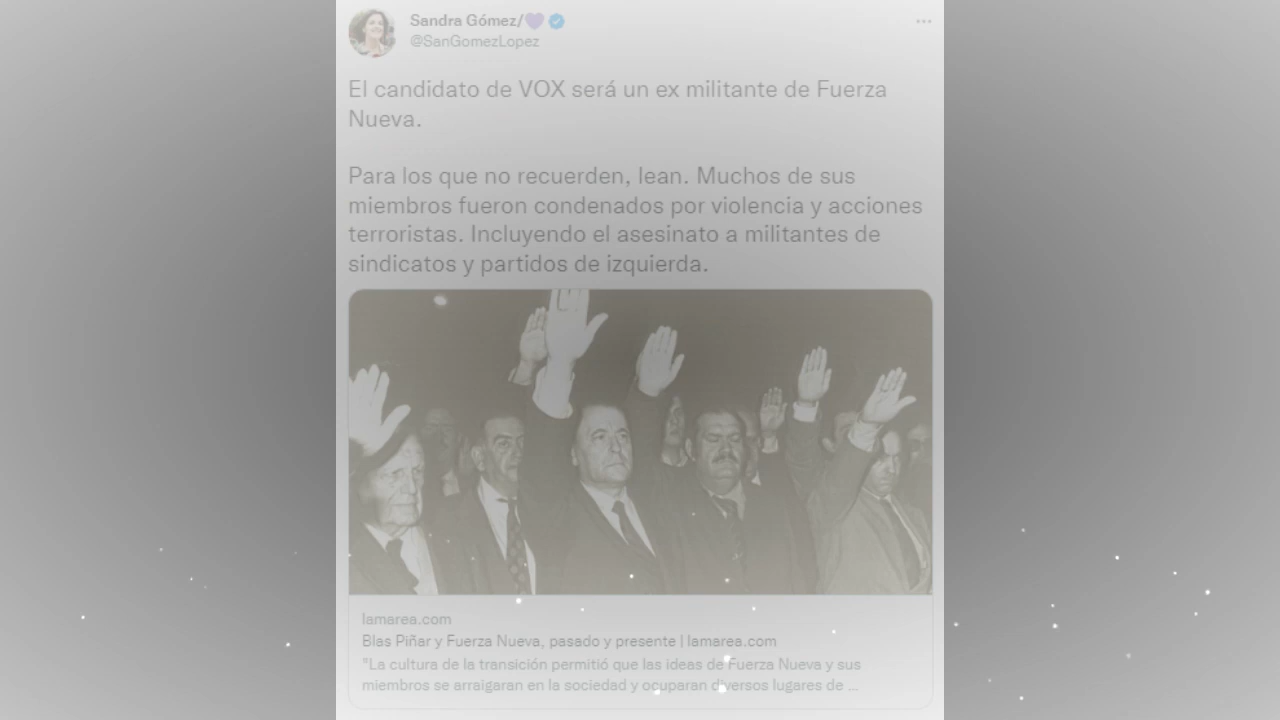 Sandra Gómez/💜
@SanGomezLopez
El candidato de VOX será un ex militante de Fuerza
Nueva.
Para los que no recuerden, lean. Muchos de sus
miembros fueron condenados por violencia y acciones
terroristas. Incluyendo el asesinato a militantes de
sindicatos y partidos de izquierda.
lamarea.com
Blas Piñar y Fuerza Nueva, pasado y presente | lamarea.com
"La cultura de la transición permitió que las ideas de Fuerza Nueva y sus
miembros se arraigaran en la sociedad y ocuparan diversos lugares de ...